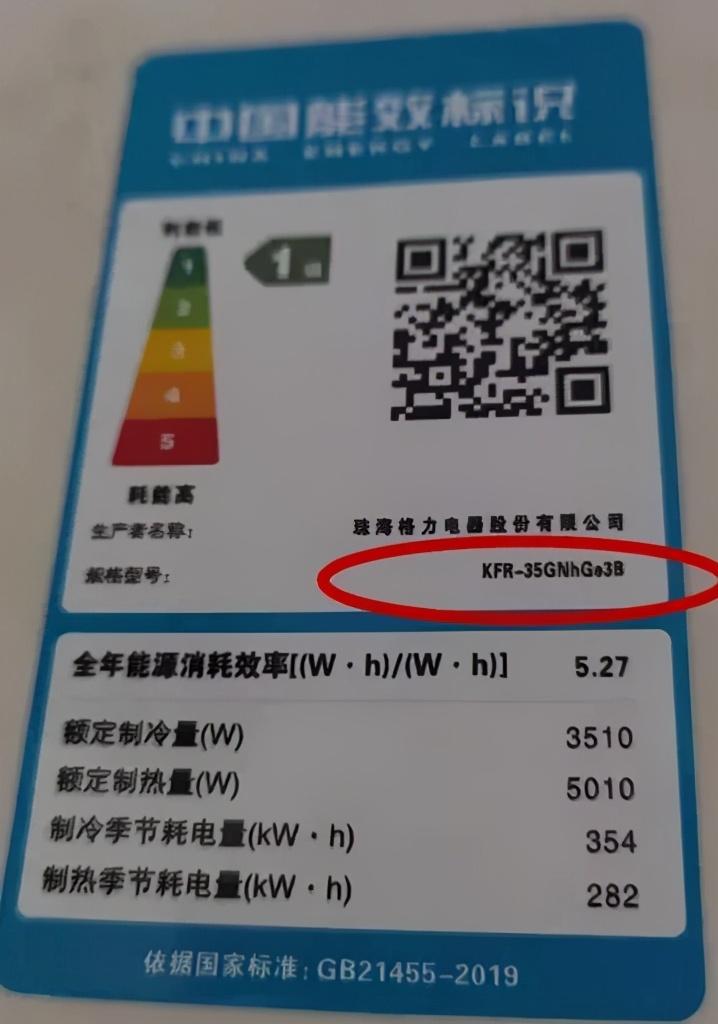 中国能效标识
CHINA ENERGY LABEL
耗能低
1
1级
2
3
4
5
耗能高
生产者名称：
珠海格力电器股份有限公司
规格型号：
KFR-35GNhGa3B
全年能源消耗效率[(W·h)/(W·h)] 5.27
额定制冷量(W) 3510
额定制热量(W) 5010
制冷季节耗电量(kW·h) 354
制热季节耗电量(kW·h) 282
依据国家标准：GB21455-2019